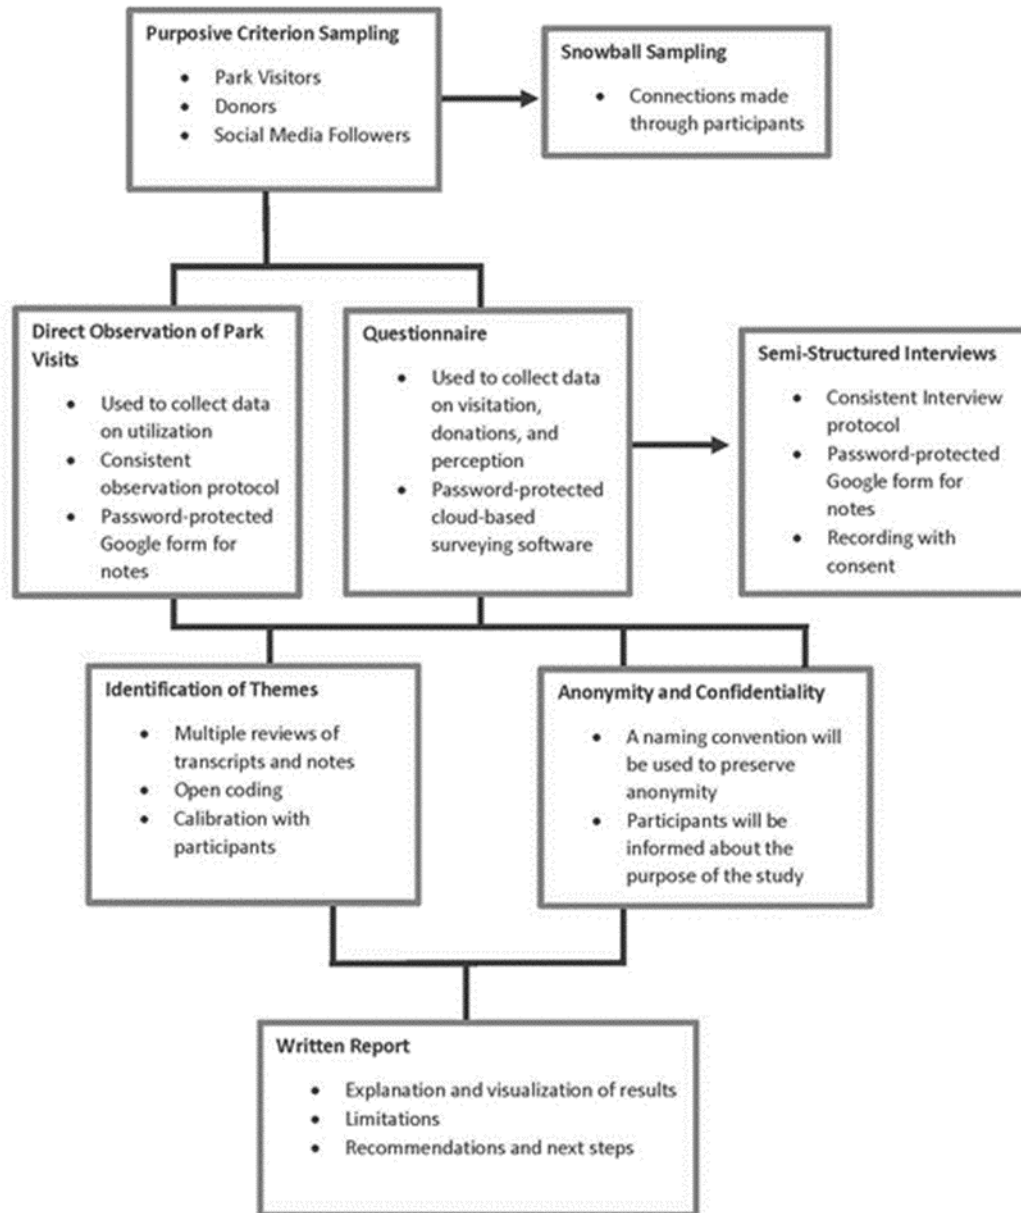 Purposive Criterion Sampling
• Park Visitors
• Donors
• Social Media Followers
Snowball Sampling
• Connections made
through participants
Direct Observation of Park
Visits
• Used to collect data
on utilization
• Consistent
observation protocol
• Password-protected
Google form for
notes
Questionnaire
• Used to collect data
on visitation,
donations, and
perception
• Password-protected
cloud-based
surveying software
Semi-Structured Interviews
• Consistent Interview
protocol
• Password-protected
Google form for
notes
• Recording with
consent
Identification of Themes
• Multiple reviews of
transcripts and notes
• Open coding
• Calibration with
participants
Anonymity and Confidentiality
• A naming convention will
be used to preserve
anonymity
• Participants will be
informed about the
purpose of the study
Written Report
• Explanation and visualization of results
• Limitations
• Recommendations and next steps